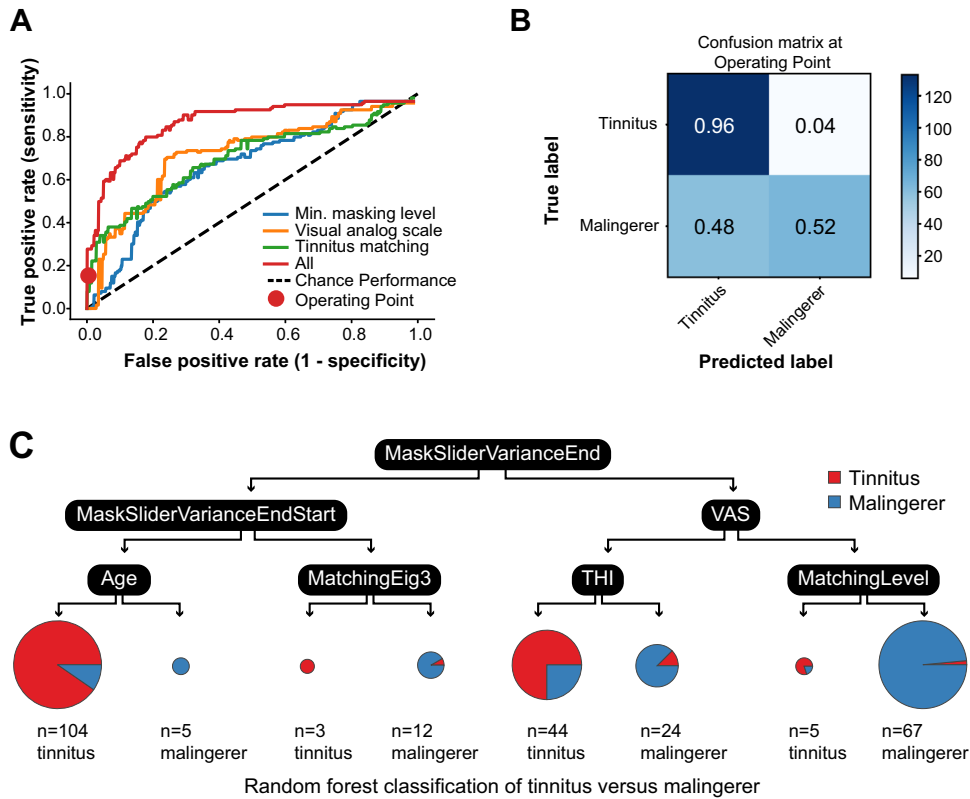 A
True positive rate (sensitivity)
1.0
0.8
0.6
0.4
0.2
0.0
0.0
0.2
0.4
0.6
0.8
1.0
False positive rate (1 - specificity)
Min. masking level
Visual analog scale
Tinnitus matching
All
Chance Performance
Operating Point
B
Confusion matrix at
Operating Point
True label
Tinnitus
Malingerer
0.96
0.04
0.48
0.52
Tinnitus
Malingerer
Predicted label
120
100
80
60
40
20
C
MaskSliderVarianceEnd
Tinnitus
Malingerer
MaskSliderVarianceEndStart
VAS
Age
MatchingEig3
THI
MatchingLevel
n=104
tinnitus
n=5
malingerer
n=3
tinnitus
n=12
malingerer
n=44
tinnitus
n=24
malingerer
n=5
tinnitus
n=67
malingerer
Random forest classification of tinnitus versus malingerer